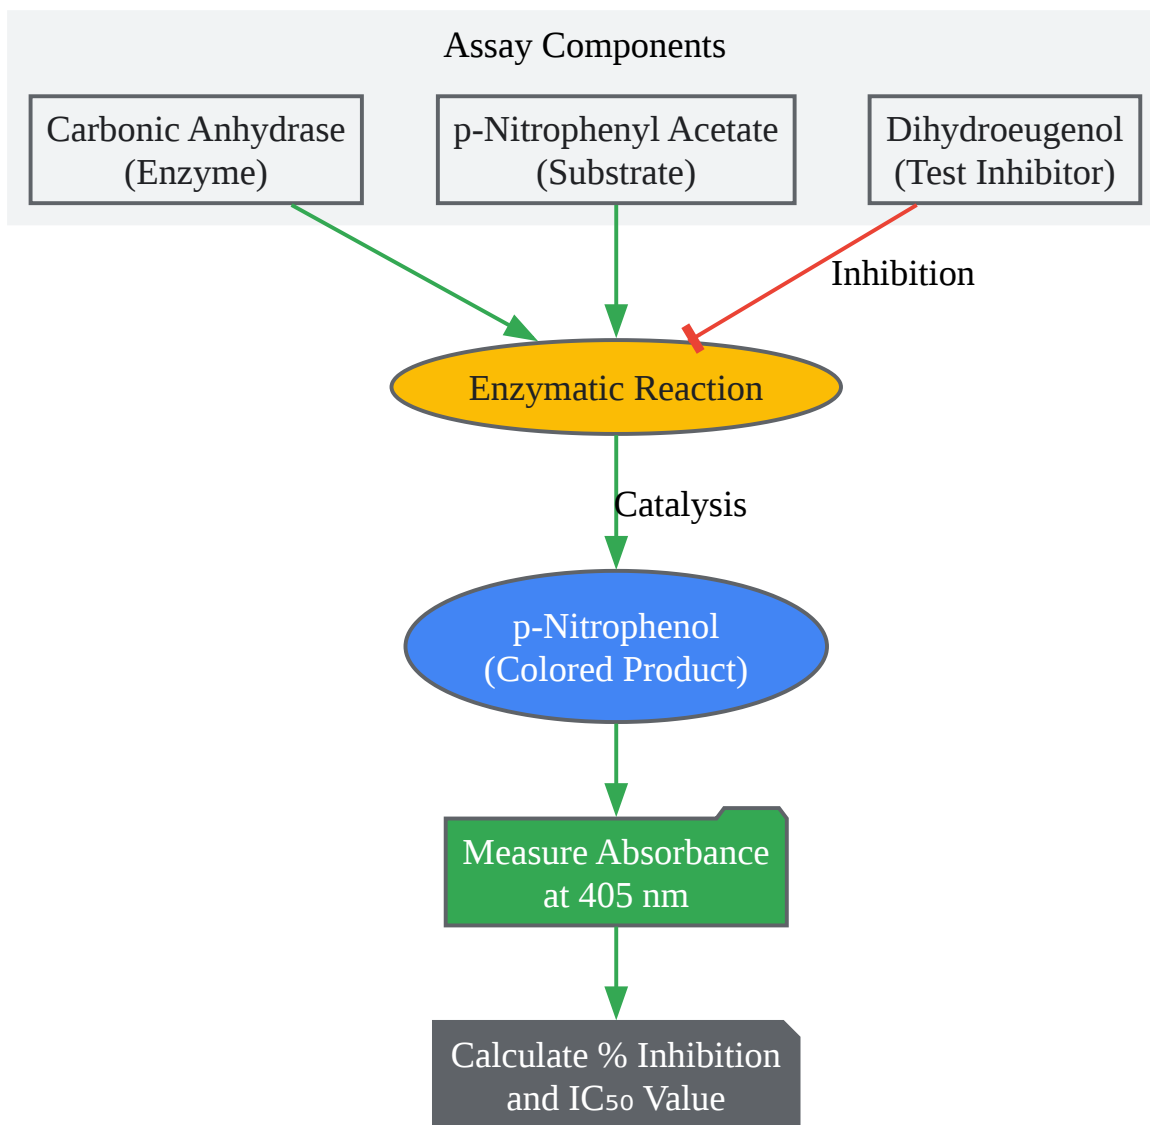 Assay Components
Carbonic Anhydrase
(Enzyme)
p-Nitrophenyl Acetate
(Substrate)
Dihydroeugenol
(Test Inhibitor)
Inhibition
Enzymatic Reaction
Catalysis
p-Nitrophenol
(Colored Product)
Measure Absorbance
at 405 nm
Calculate % Inhibition
and IC₅₀ Value